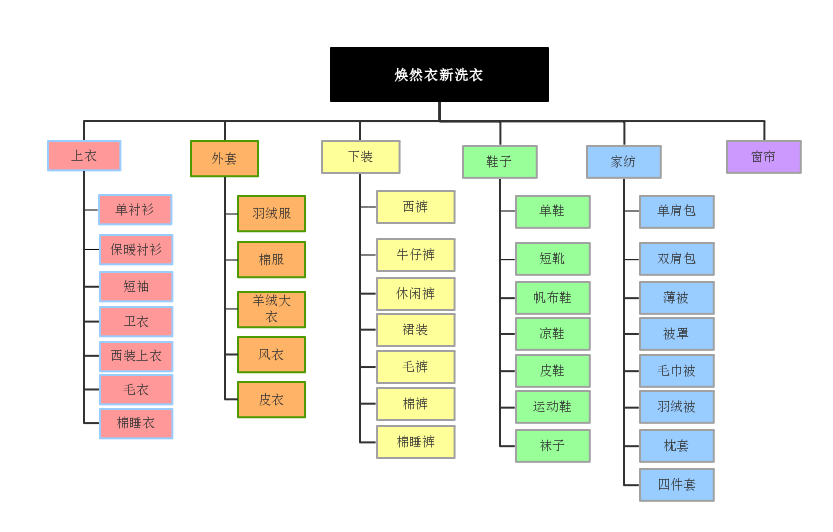 焕然衣新洗衣
上衣
外套
下装
鞋子
家纺
窗帘
单衬衫
保暖衬衫
短袖
卫衣
西装上衣
毛衣
棉睡衣
羽绒服
棉服
羊绒大
衣
风衣
皮衣
西裤
牛仔裤
休闲裤
裙装
毛裤
棉裤
棉睡裤
单鞋
短靴
帆布鞋
凉鞋
皮鞋
运动鞋
袜子
单肩包
双肩包
薄被
被罩
毛巾被
羽绒被
枕套
四件套